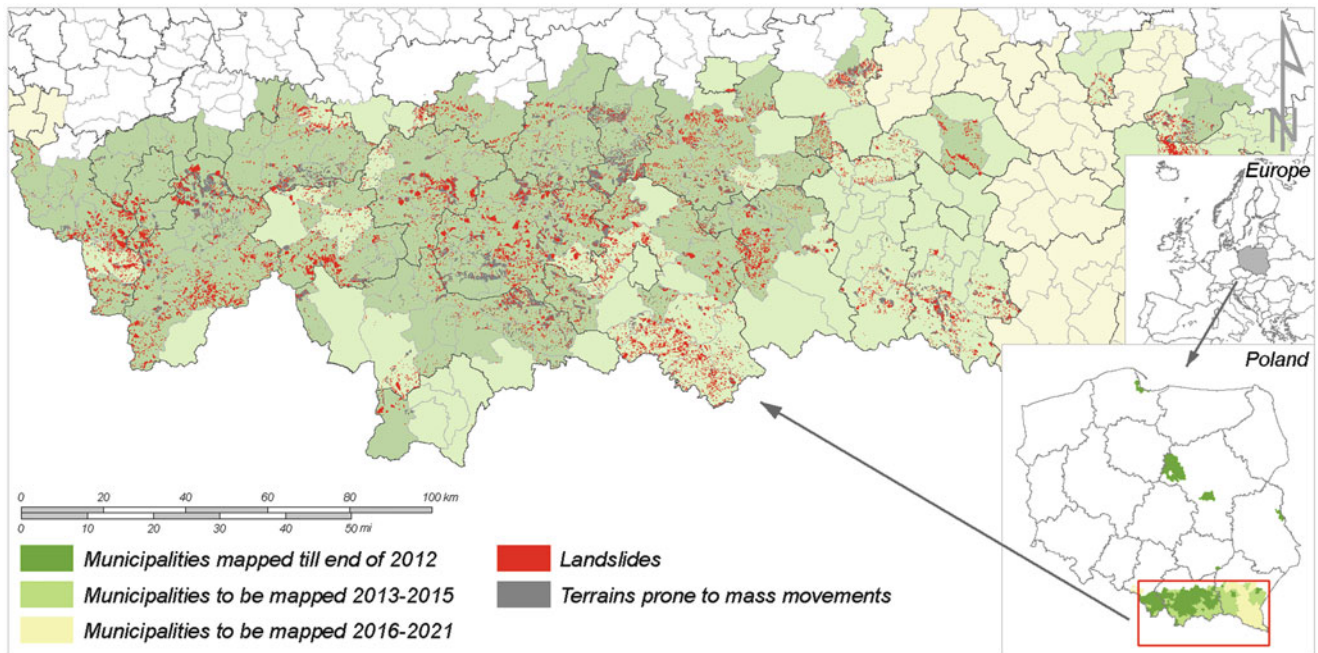 N
Europe
Poland
0 20 40 60 80 100 km
0 10 20 30 40 50 mi
Municipalities mapped till end of 2012
Municipalities to be mapped 2013-2015
Municipalities to be mapped 2016-2021
Landslides
Terrains prone to mass movements